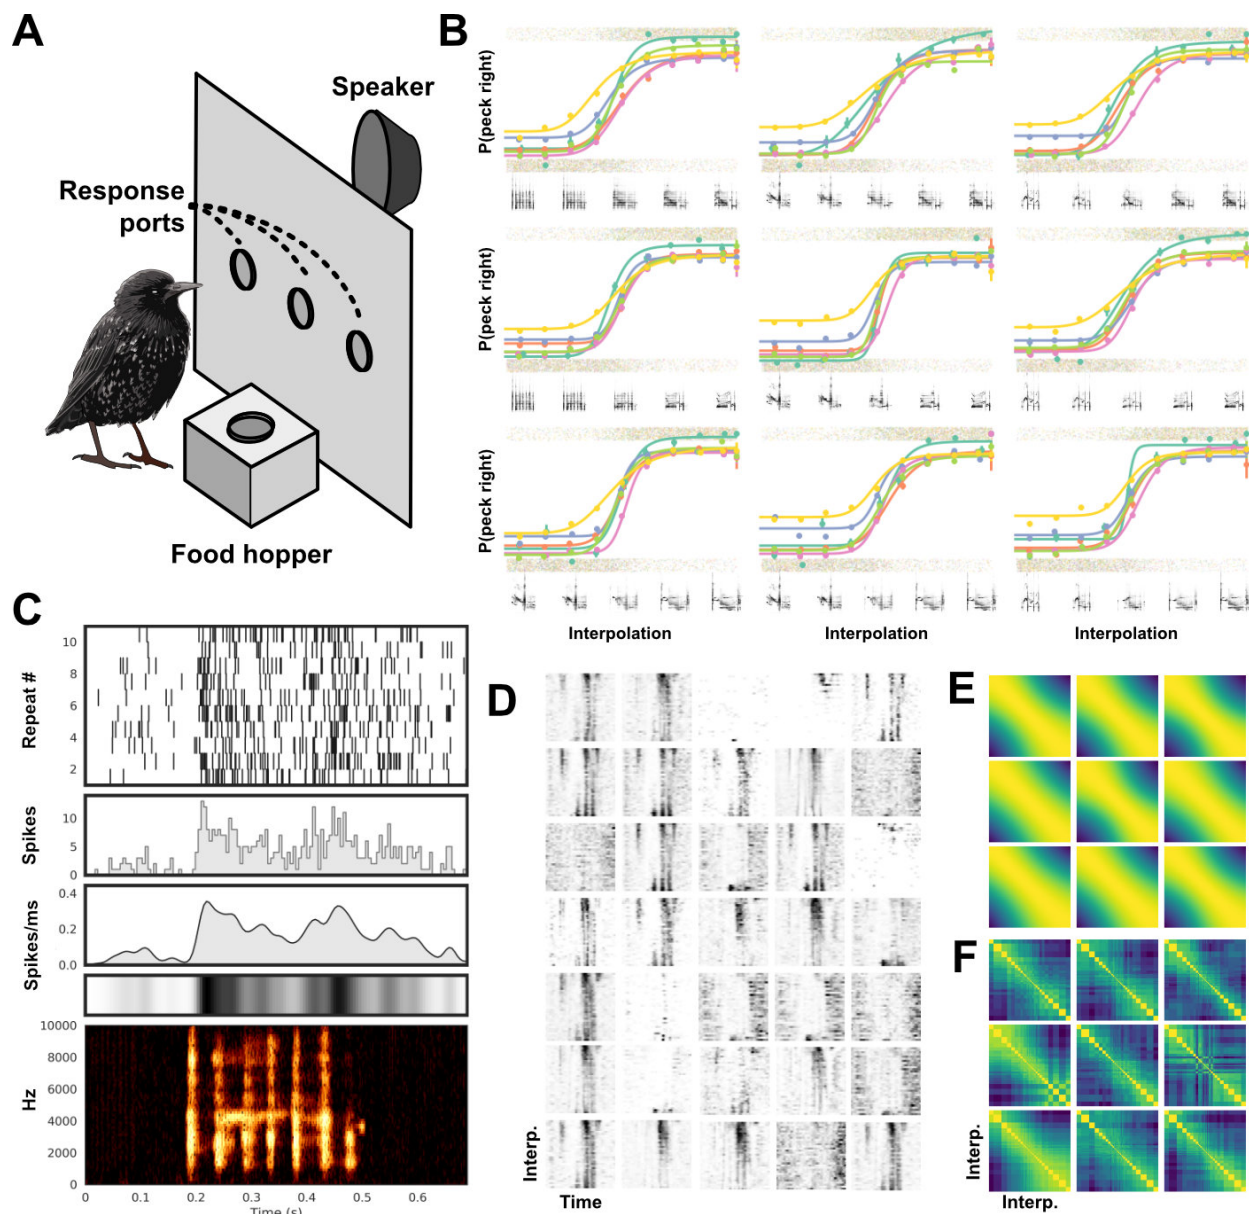 A
Speaker
Response
ports
Food hopper
B
P(peck right)
P(peck right)
P(peck right)
Interpolation
Interpolation
Interpolation
C
Repeat #
10
8
6
4
2
Spikes
10
5
0
Spikes/ms
0.4
0.2
0.0
Hz
10000
8000
6000
4000
2000
0
0
0.1
0.2
0.3
0.4
0.5
0.6
Time (s)
D
Interp.
Time
E
F
Interp.
Interp.